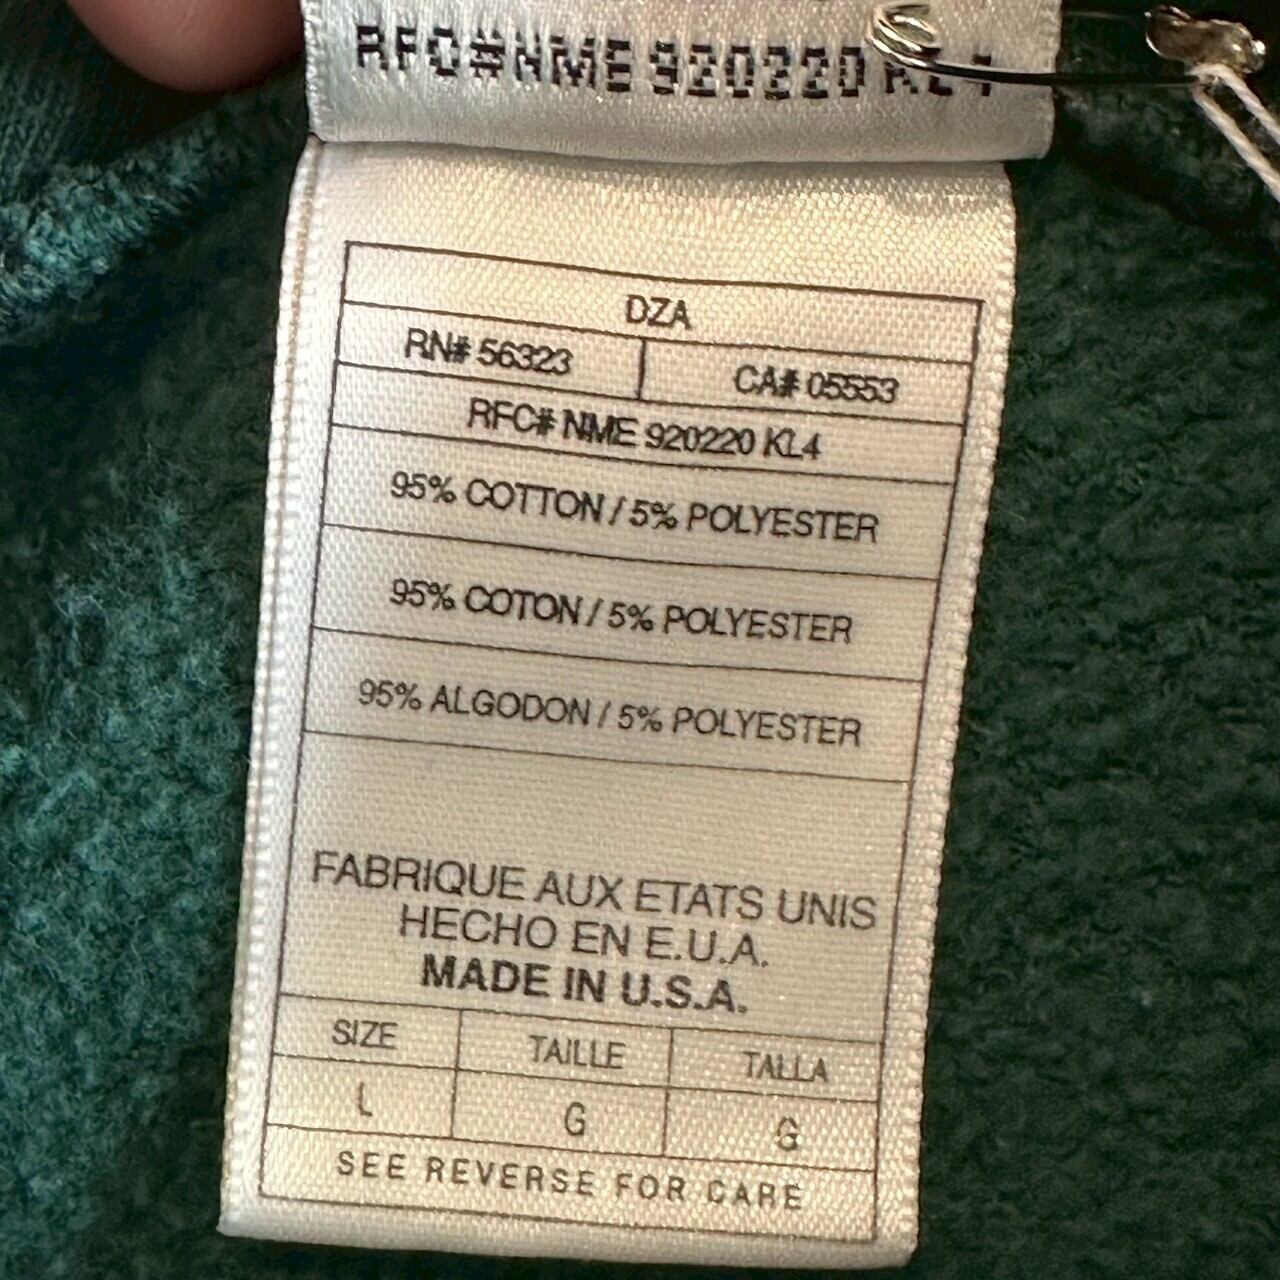 RFC#NME 920220 KL4
DZA
RN# 56323
CA# 05553
RFC# NME 920220 KL4
95% COTTON / 5% POLYESTER
95% COTON / 5% POLYESTER
95% ALGODON / 5% POLYESTER
FABRIQUE AUX ETATS UNIS
HECHO EN E.U.A.
MADE IN U.S.A.
SIZE TAILLE TALLA
L G G
SEE REVERSE FOR CARE